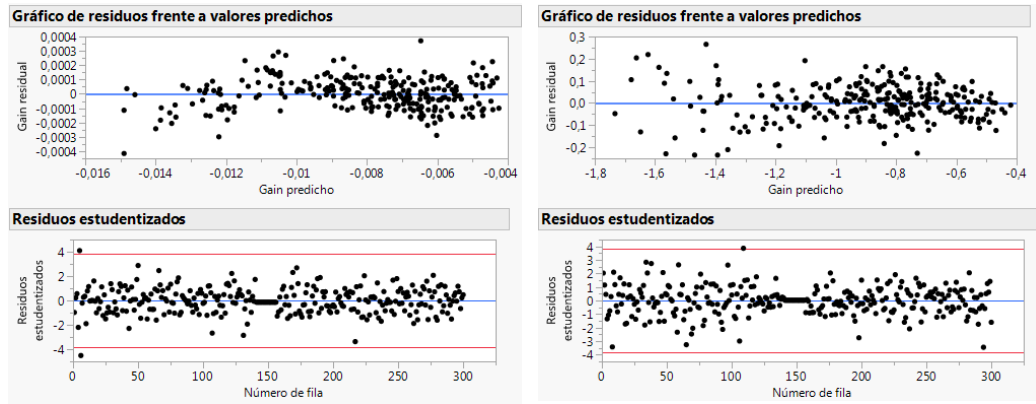 Gráfico de residuos frente a valores predichos
Gain residual
0,0004
0,0003
0,0002
0,0001
0
-0,0001
-0,0002
-0,0003
-0,0004
-0,016 -0,014 -0,012 -0,01 -0,008 -0,006 -0,004
Gain predicho
Residuos estudentizados
Residuos
estudentizados
4
2
0
-2
-4
0 50 100 150 200 250 300
Número de fila
Gráfico de residuos frente a valores predichos
Gain residual
0,3
0,2
0,1
0,0
-0,1
-0,2
-1,8 -1,6 -1,4 -1,2 -1 -0,8 -0,6 -0,4
Gain predicho
Residuos estudentizados
Residuos
estudentizados
4
3
2
1
0
-1
-2
-3
-4
0 50 100 150 200 250 300
Número de fila